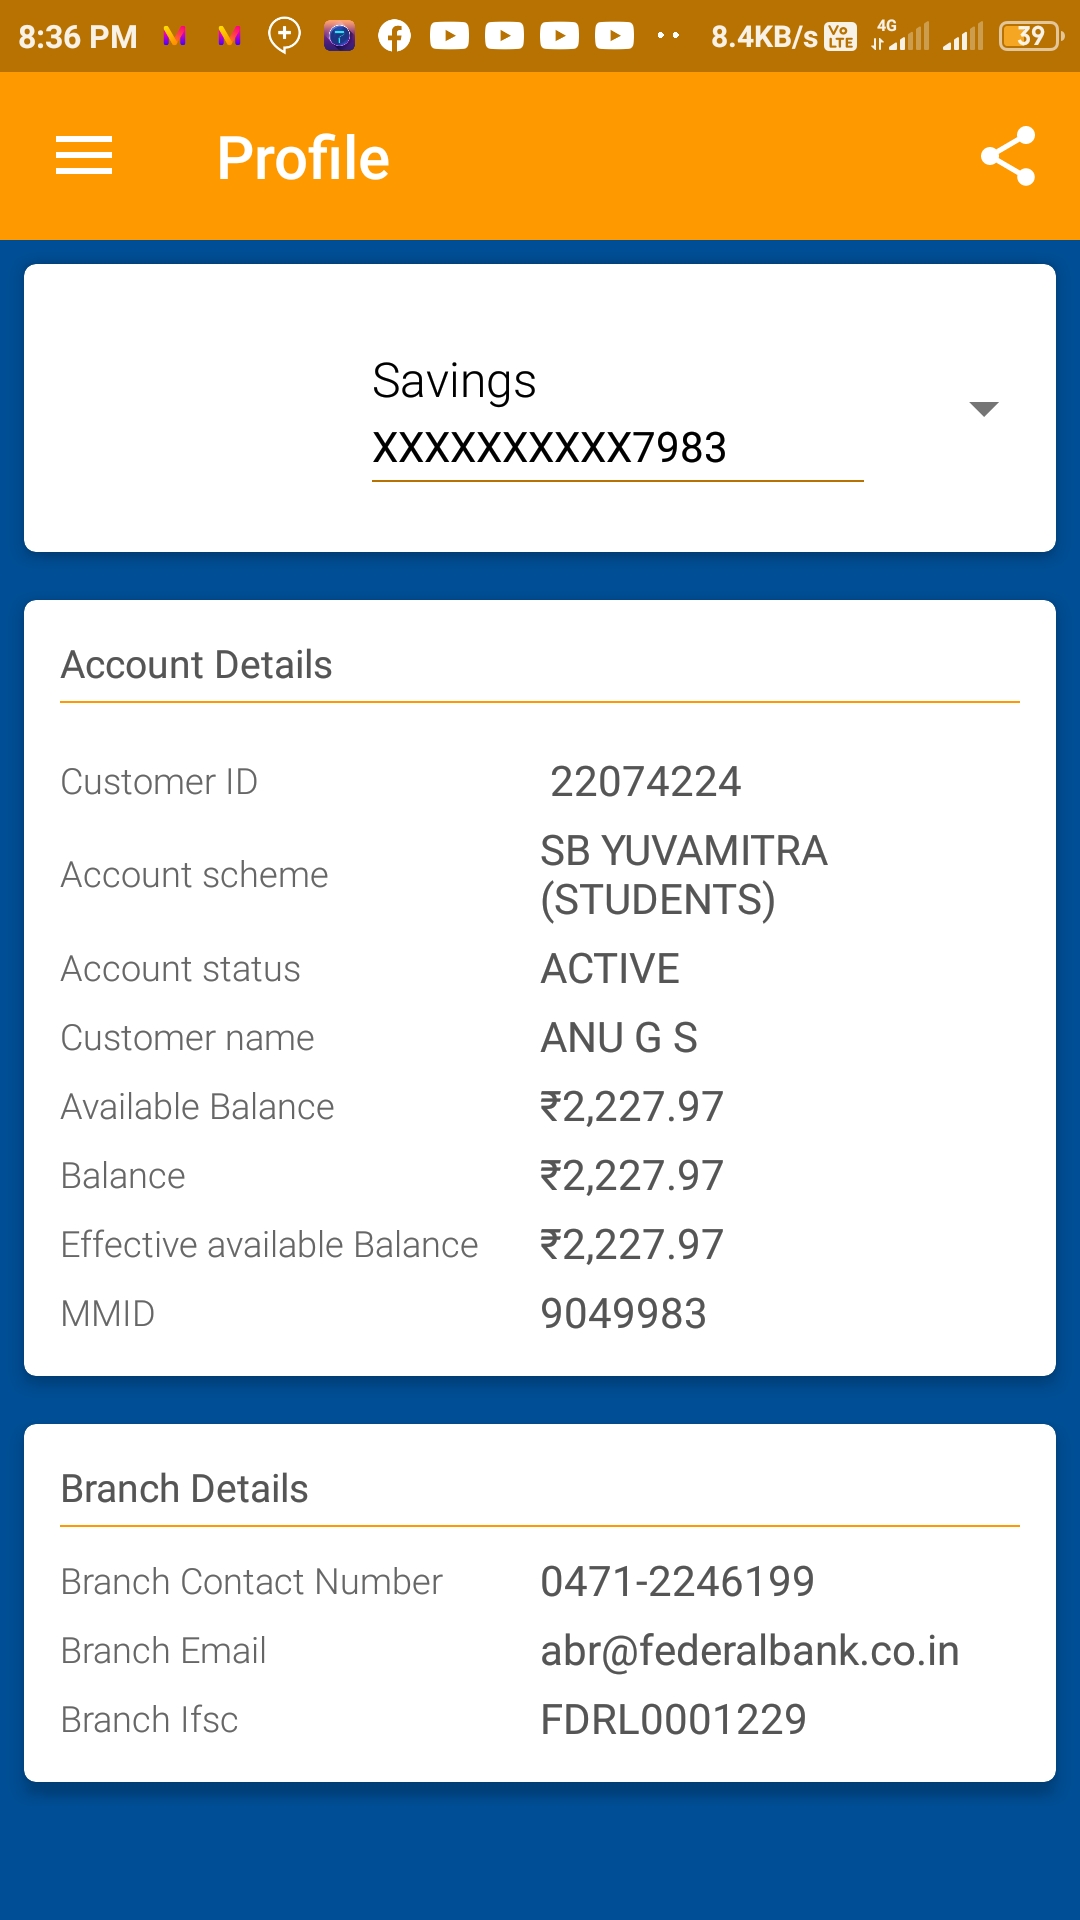 8:36 PM 8.4KB/s Vo LTE 4G 39
Profile
Savings
XXXXXXXXXX7983
Account Details
Customer ID 22074224
Account scheme SB YUVAMITRA
(STUDENTS)
Account status ACTIVE
Customer name ANU G S
Available Balance ₹2,227.97
Balance ₹2,227.97
Effective available Balance ₹2,227.97
MMID 9049983
Branch Details
Branch Contact Number 0471-2246199
Branch Email abr@federalbank.co.in
Branch Ifsc FDRL0001229